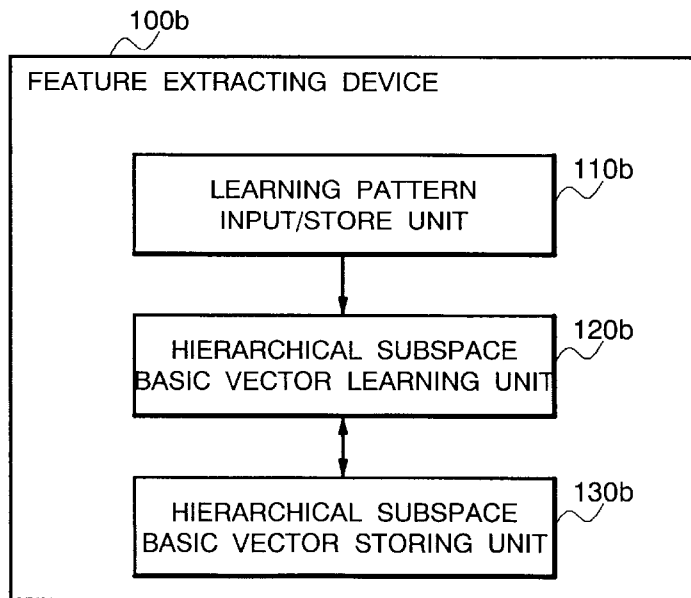 100b
FEATURE EXTRACTING DEVICE
110b
LEARNING PATTERN
INPUT/STORE UNIT
120b
HIERARCHICAL SUBSPACE
BASIC VECTOR LEARNING UNIT
130b
HIERARCHICAL SUBSPACE
BASIC VECTOR STORING UNIT